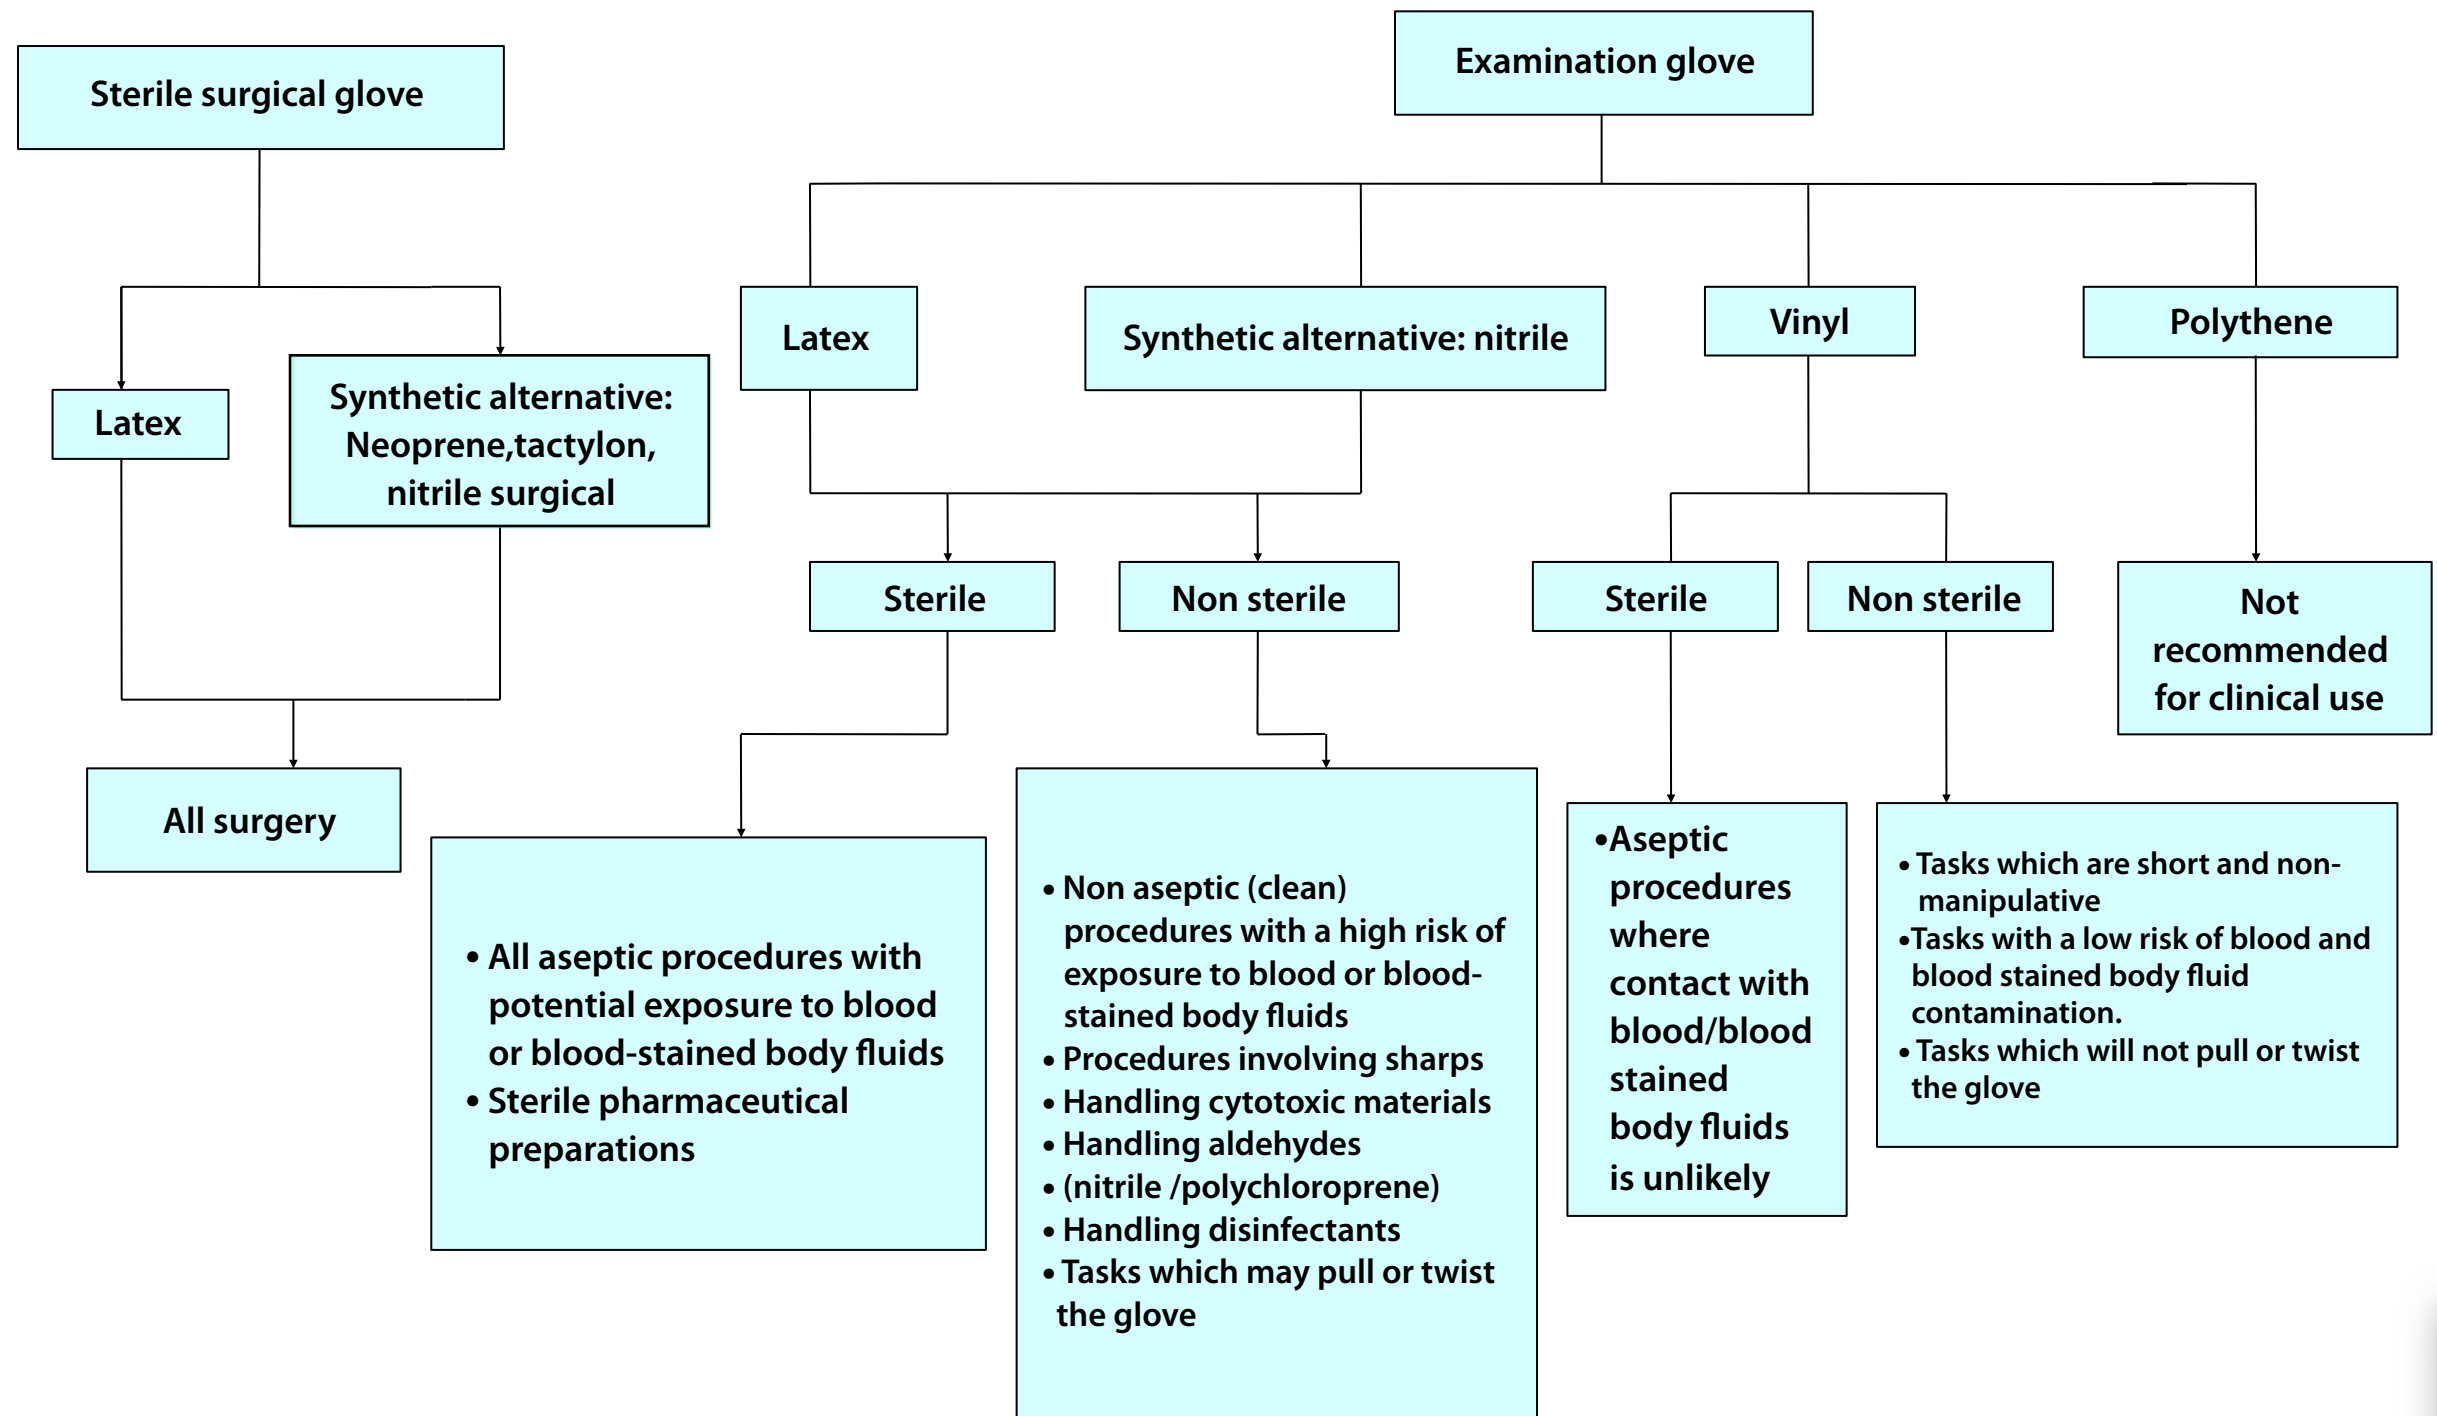 Sterile surgical glove
Examination glove
Latex
Synthetic alternative:
Neoprene,tactylon,
nitrile surgical
Latex
Synthetic alternative: nitrile
Vinyl
Polythene
Sterile
Non sterile
Sterile
Non sterile
Not
recommended
for clinical use
All surgery
• All aseptic procedures with
potential exposure to blood
or blood-stained body fluids
• Sterile pharmaceutical
preparations
• Non aseptic (clean)
procedures with a high risk of
exposure to blood or blood-
stained body fluids
• Procedures involving sharps
• Handling cytotoxic materials
• Handling aldehydes
• (nitrile /polychloroprene)
• Handling disinfectants
• Tasks which may pull or twist
the glove
•Aseptic
procedures
where
contact with
blood/blood
stained
body fluids
is unlikely
• Tasks which are short and non-
manipulative
•Tasks with a low risk of blood and
blood stained body fluid
contamination.
• Tasks which will not pull or twist
the glove